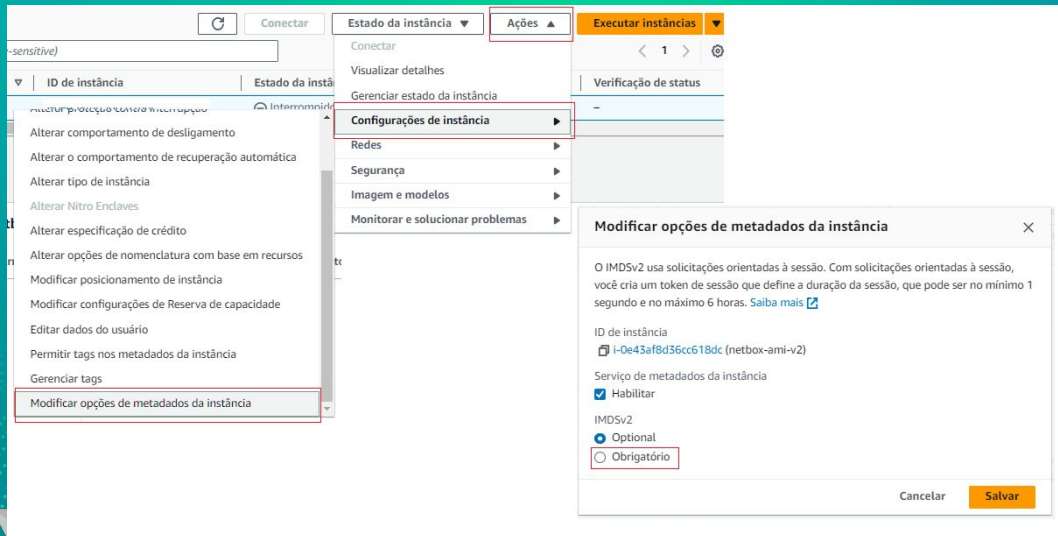 Conectar
Estado da instância
Ações
Executar instâncias
-sensitive)
1
ID de instância
Estado da instâ
Verificação de status
Interrompido
–
Conectar
Visualizar detalhes
Gerenciar estado da instância
Configurações de instância
Redes
Segurança
Imagem e modelos
Monitorar e solucionar problemas
Alterar proteção contra interrupção
Alterar comportamento de desligamento
Alterar o comportamento de recuperação automática
Alterar tipo de instância
Alterar Nitro Enclaves
Alterar especificação de crédito
Alterar opções de nomenclatura com base em recursos
Modificar posicionamento de instância
Modificar configurações de Reserva de capacidade
Editar dados do usuário
Permitir tags nos metadados da instância
Gerenciar tags
Modificar opções de metadados da instância
Modificar opções de metadados da instância
O IMDSv2 usa solicitações orientadas à sessão. Com solicitações orientadas à sessão,
você cria um token de sessão que define a duração da sessão, que pode ser no mínimo 1
segundo e no máximo 6 horas. Saiba mais
ID de instância
i-0e43af8d36cc618dc (netbox-ami-v2)
Serviço de metadados da instância
Habilitar
IMDSv2
Optional
Obrigatório
Cancelar
Salvar